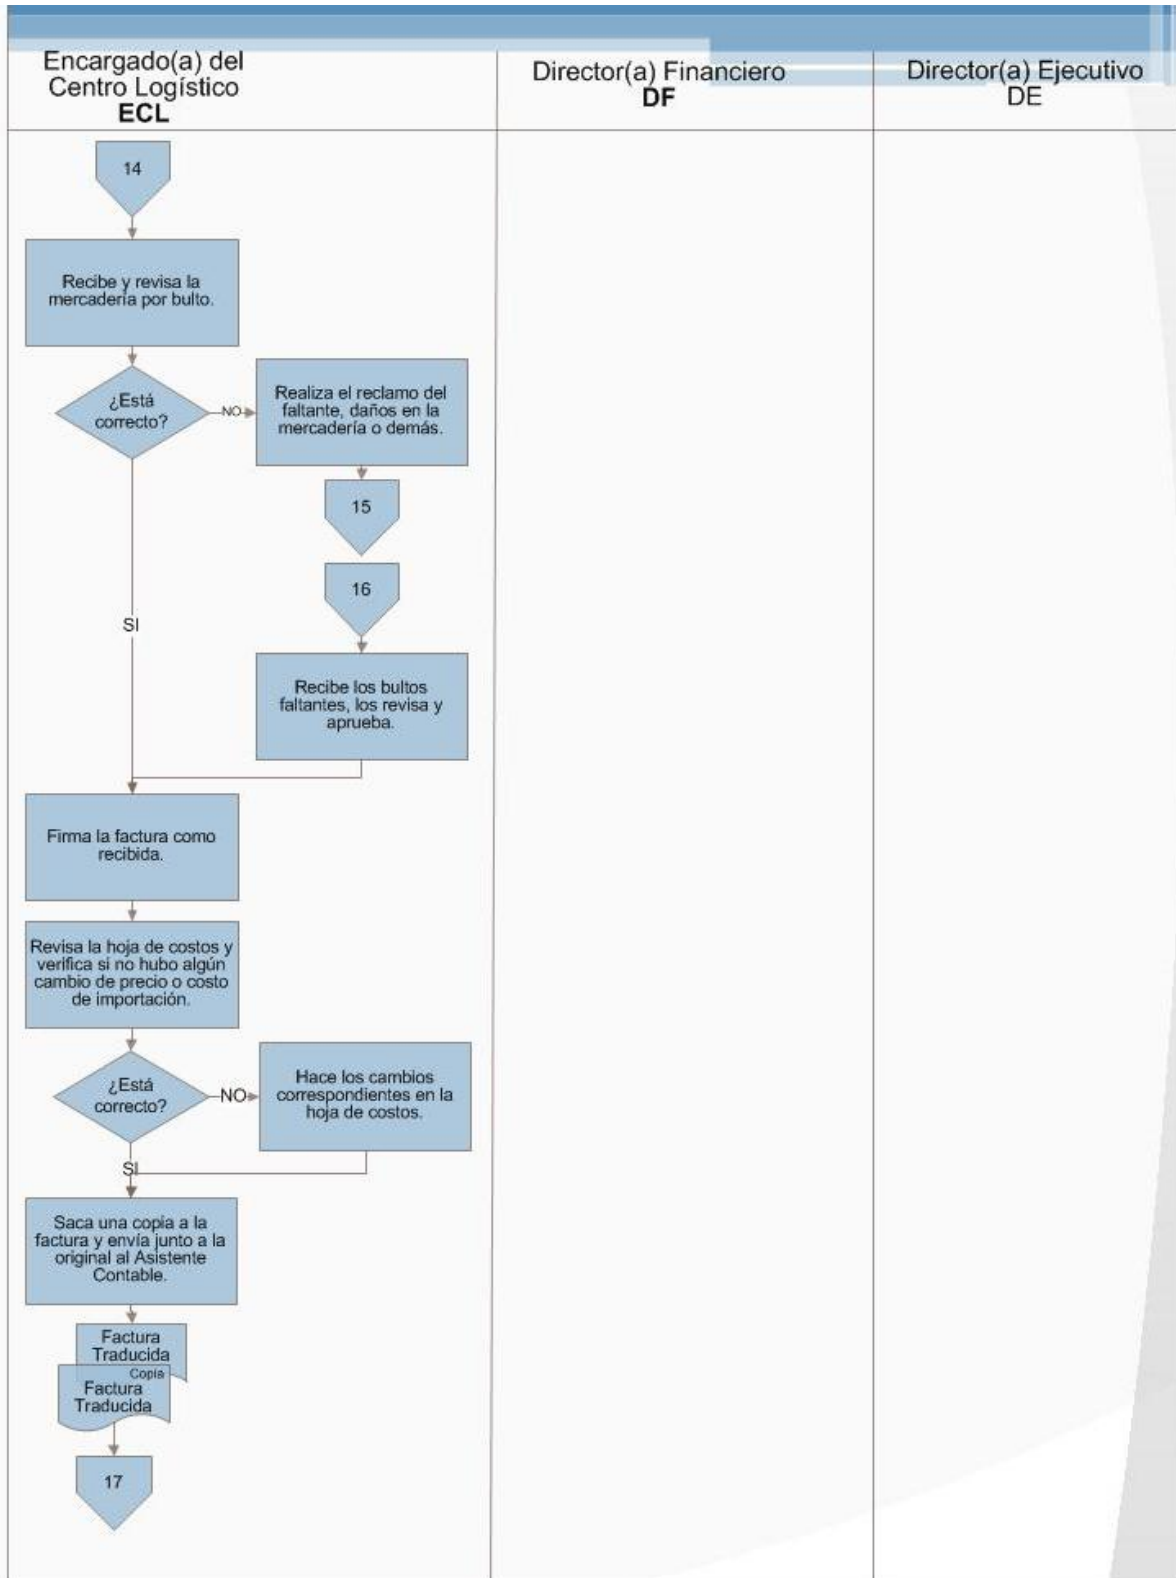 Encargado(a) del
Centro Logístico
ECL
Director(a) Financiero
DF
Director(a) Ejecutivo
DE
14
Recibe y revisa la
mercadería por bulto.
¿Está
correcto?
NO
Realiza el reclamo del
faltante, daños en la
mercadería o demás.
15
16
SI
Recibe los bultos
faltantes, los revisa y
aprueba.
Firma la factura como
recibida.
Revisa la hoja de costos y
verifica si no hubo algún
cambio de precio o costo
de importación.
¿Está
correcto?
NO
Hace los cambios
correspondientes en la
hoja de costos.
SI
Saca una copia a la
factura y envía junto a la
original al Asistente
Contable.
Factura
Traducida
Copia
Factura
Traducida
17